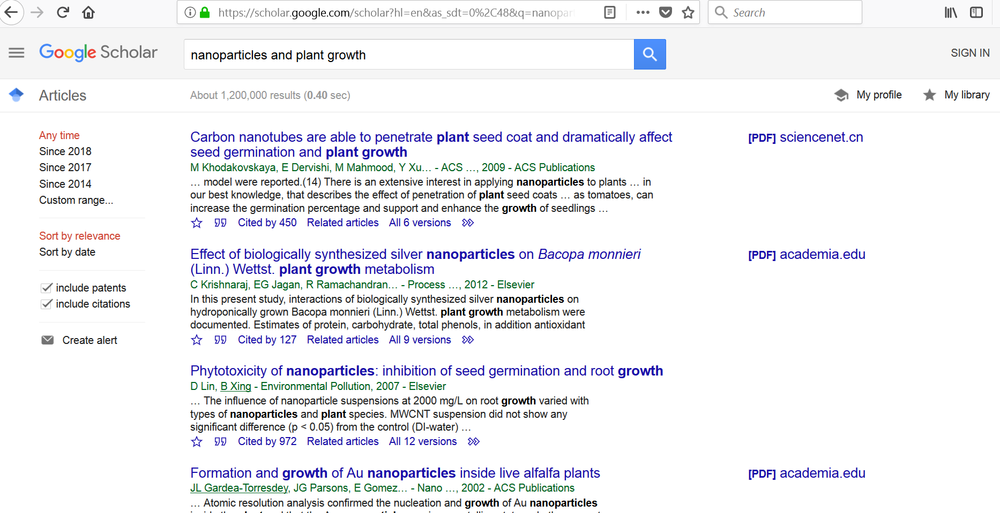 https://scholar.google.com/scholar?hl=en&as_sdt=0%2C48&q=nanopart
Search
Google Scholar
nanoparticles and plant growth
SIGN IN
Articles
About 1,200,000 results (0.40 sec)
My profile
My library
Any time
Since 2018
Since 2017
Since 2014
Custom range...
Sort by relevance
Sort by date
include patents
include citations
Create alert
Carbon nanotubes are able to penetrate plant seed coat and dramatically affect
seed germination and plant growth
M Khodakovskaya, E Dervishi, M Mahmood, Y Xu… - ACS …, 2009 - ACS Publications
… model were reported.(14) There is an extensive interest in applying nanoparticles to plants … in
our best knowledge, that describes the effect of penetration of plant seed coats … as tomatoes, can
increase the germination percentage and support and enhance the growth of seedlings …
Cited by 450 Related articles All 6 versions
[PDF] sciencenet.cn
Effect of biologically synthesized silver nanoparticles on Bacopa monnieri
(Linn.) Wettst. plant growth metabolism
C Krishnaraj, EG Jagan, R Ramachandran… - Process …, 2012 - Elsevier
In this present study, interactions of biologically synthesized silver nanoparticles on
hydroponically grown Bacopa monnieri (Linn.) Wettst. plant growth metabolism were
documented. Estimates of protein, carbohydrate, total phenols, in addition antioxidant
Cited by 127 Related articles All 9 versions
[PDF] academia.edu
Phytotoxicity of nanoparticles: inhibition of seed germination and root growth
D Lin, B Xing - Environmental Pollution, 2007 - Elsevier
… The influence of nanoparticle suspensions at 2000 mg/L on root growth varied with
types of nanoparticles and plant species. MWCNT suspension did not show any
significant difference (p < 0.05) from the control (DI-water) …
Cited by 972 Related articles All 12 versions
Formation and growth of Au nanoparticles inside live alfalfa plants
JL Gardea-Torresdey, JG Parsons, E Gomez… - Nano …, 2002 - ACS Publications
… Atomic resolution analysis confirmed the nucleation and growth of Au nanoparticles
[PDF] academia.edu